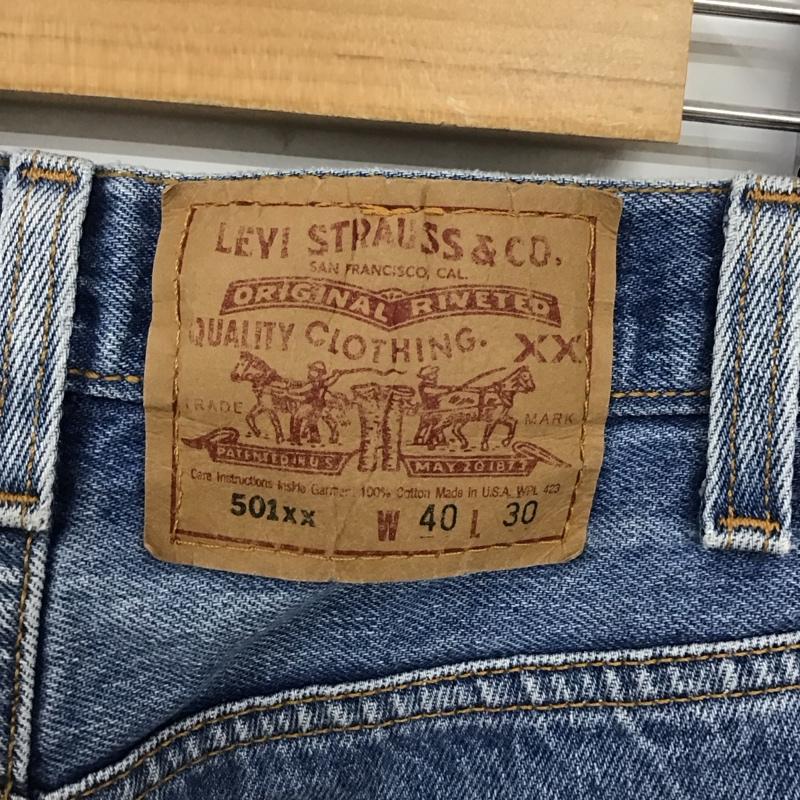 LEVI STRAUSS & CO.
SAN FRANCISCO, CAL.
ORIGINAL RIVETED
QUALITY CLOTHING. XX
TRADE MARK
PATENTED IN U.S. MAY 20 1873
Care Instructions Inside Garment 100% Cotton Made in U.S.A. WPL 423
501xx W 40 L 30